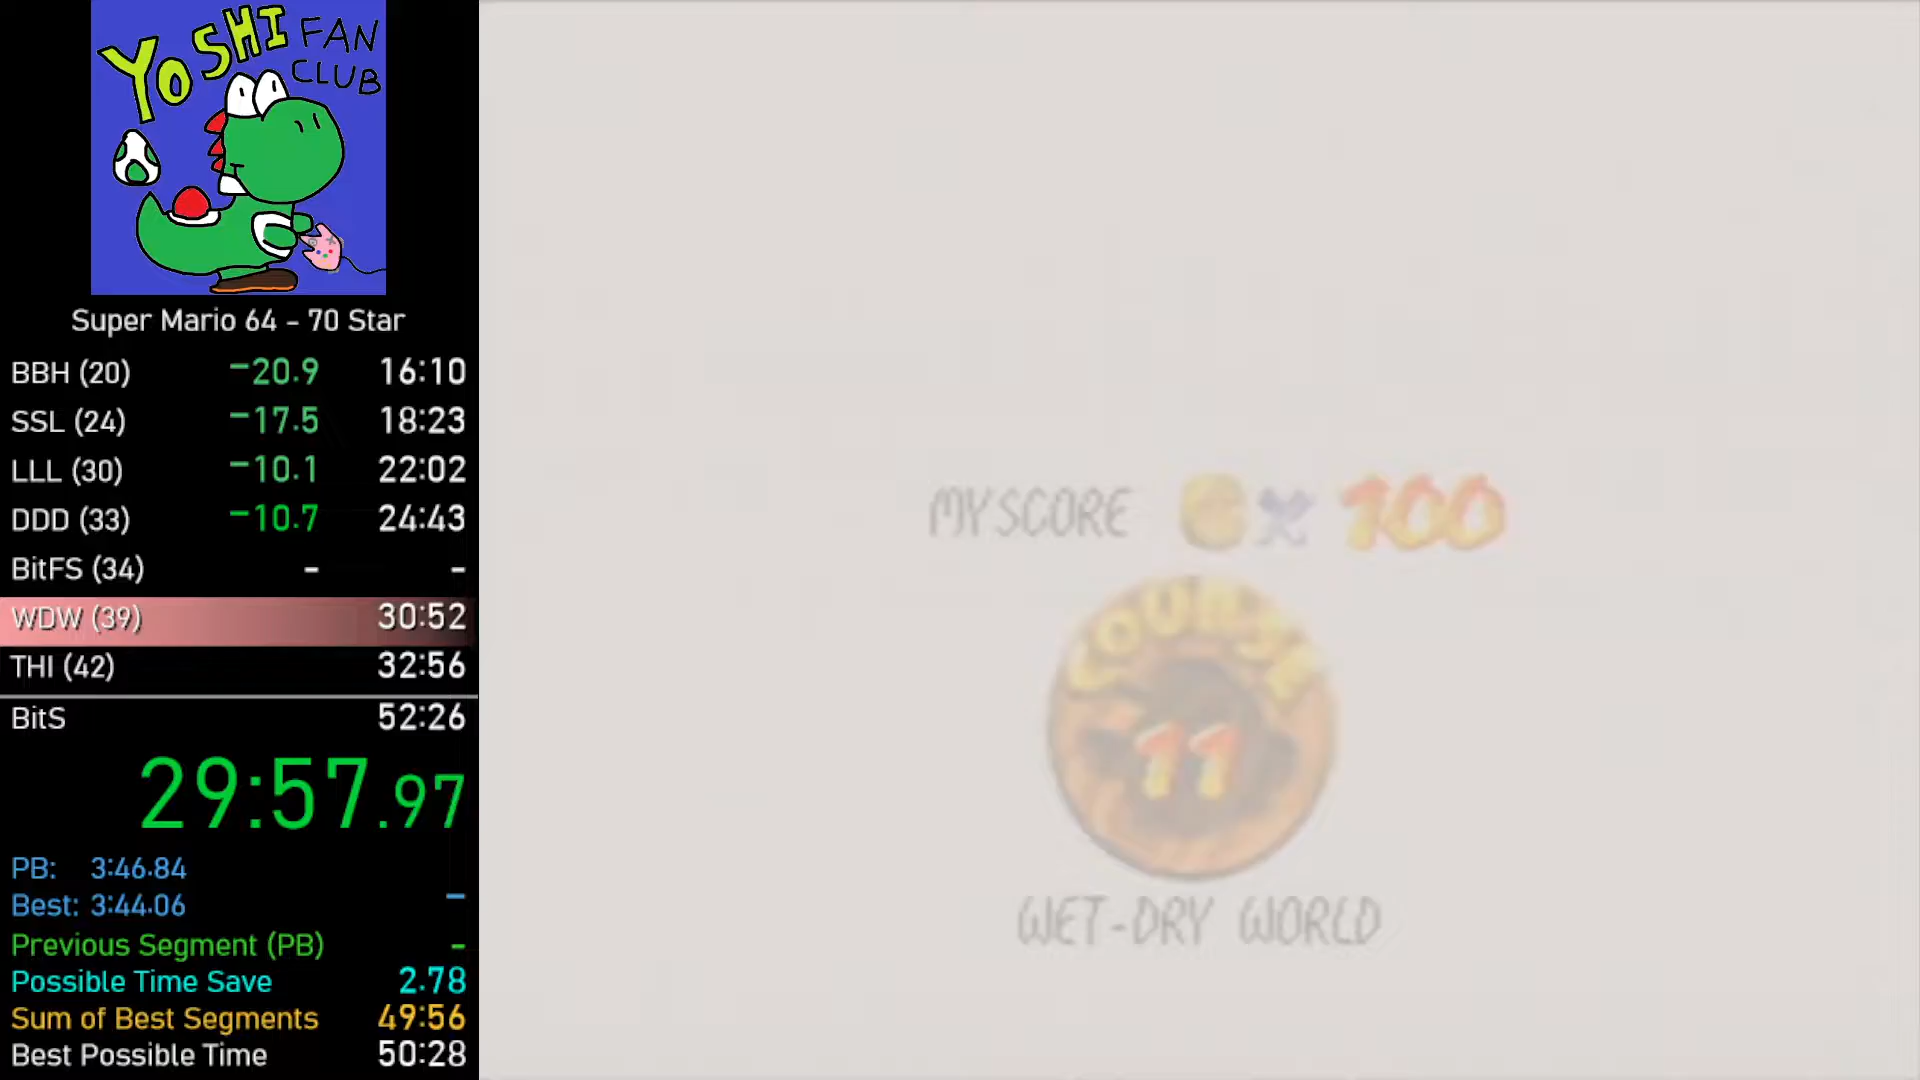 YOSHI FAN
CLUB
Super Mario 64 - 70 Star
BBH (20) -20.9 16:10
SSL (24) -17.5 18:23
LLL (30) -10.1 22:02
DDD (33) -10.7 24:43
BitFS (34) - -
WDW (39) 30:52
THI (42) 32:56
BitS 52:26
29:57.97
PB: 3:46.84
Best: 3:44.06 -
Previous Segment (PB) -
Possible Time Save 2.78
Sum of Best Segments 49:56
Best Possible Time 50:28
MY SCORE x 100
COURSE
11
WET-DRY WORLD